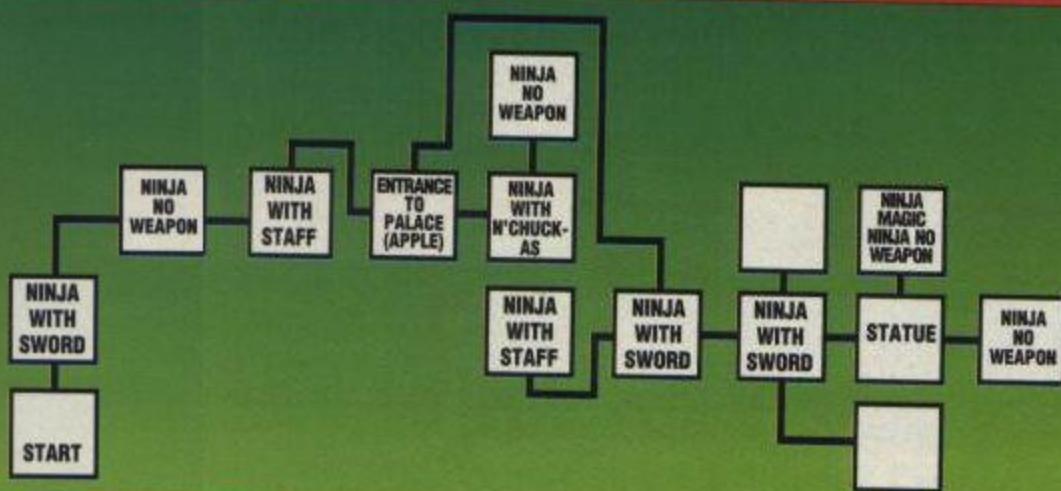 NINJA
NO
WEAPON
NINJA
NO
WEAPON
NINJA
WITH
STAFF
ENTRANCE
TO
PALACE
(APPLE)
NINJA
WITH
N'CHUCK-
AS
NINJA
MAGIC
NINJA NO
WEAPON
NINJA
WITH
SWORD
NINJA
WITH
STAFF
NINJA
WITH
SWORD
NINJA
WITH
SWORD
STATUE
NINJA
NO
WEAPON
START